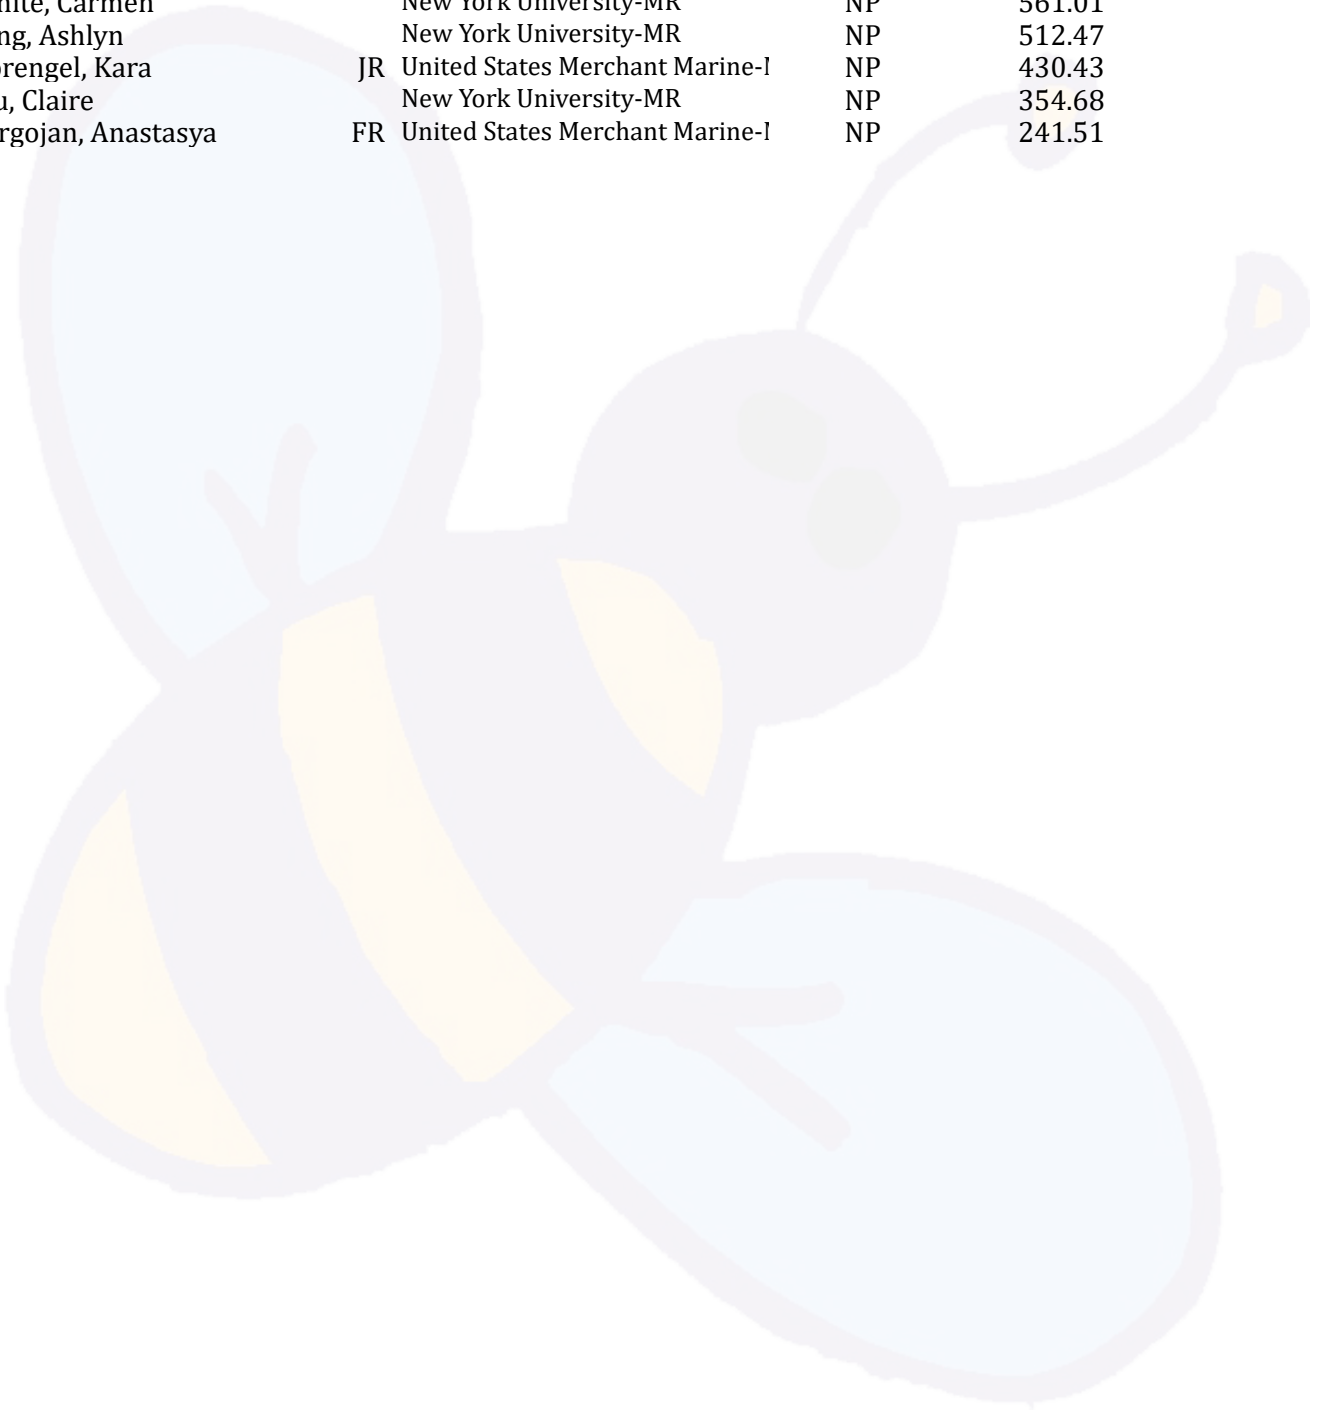 nite, Carmen New York University-MR NP 561.01
ng, Ashlyn New York University-MR NP 512.47
orengel, Kara JR United States Merchant Marine-M NP 430.43
u, Claire New York University-MR NP 354.68
rgojan, Anastasya FR United States Merchant Marine-M NP 241.51